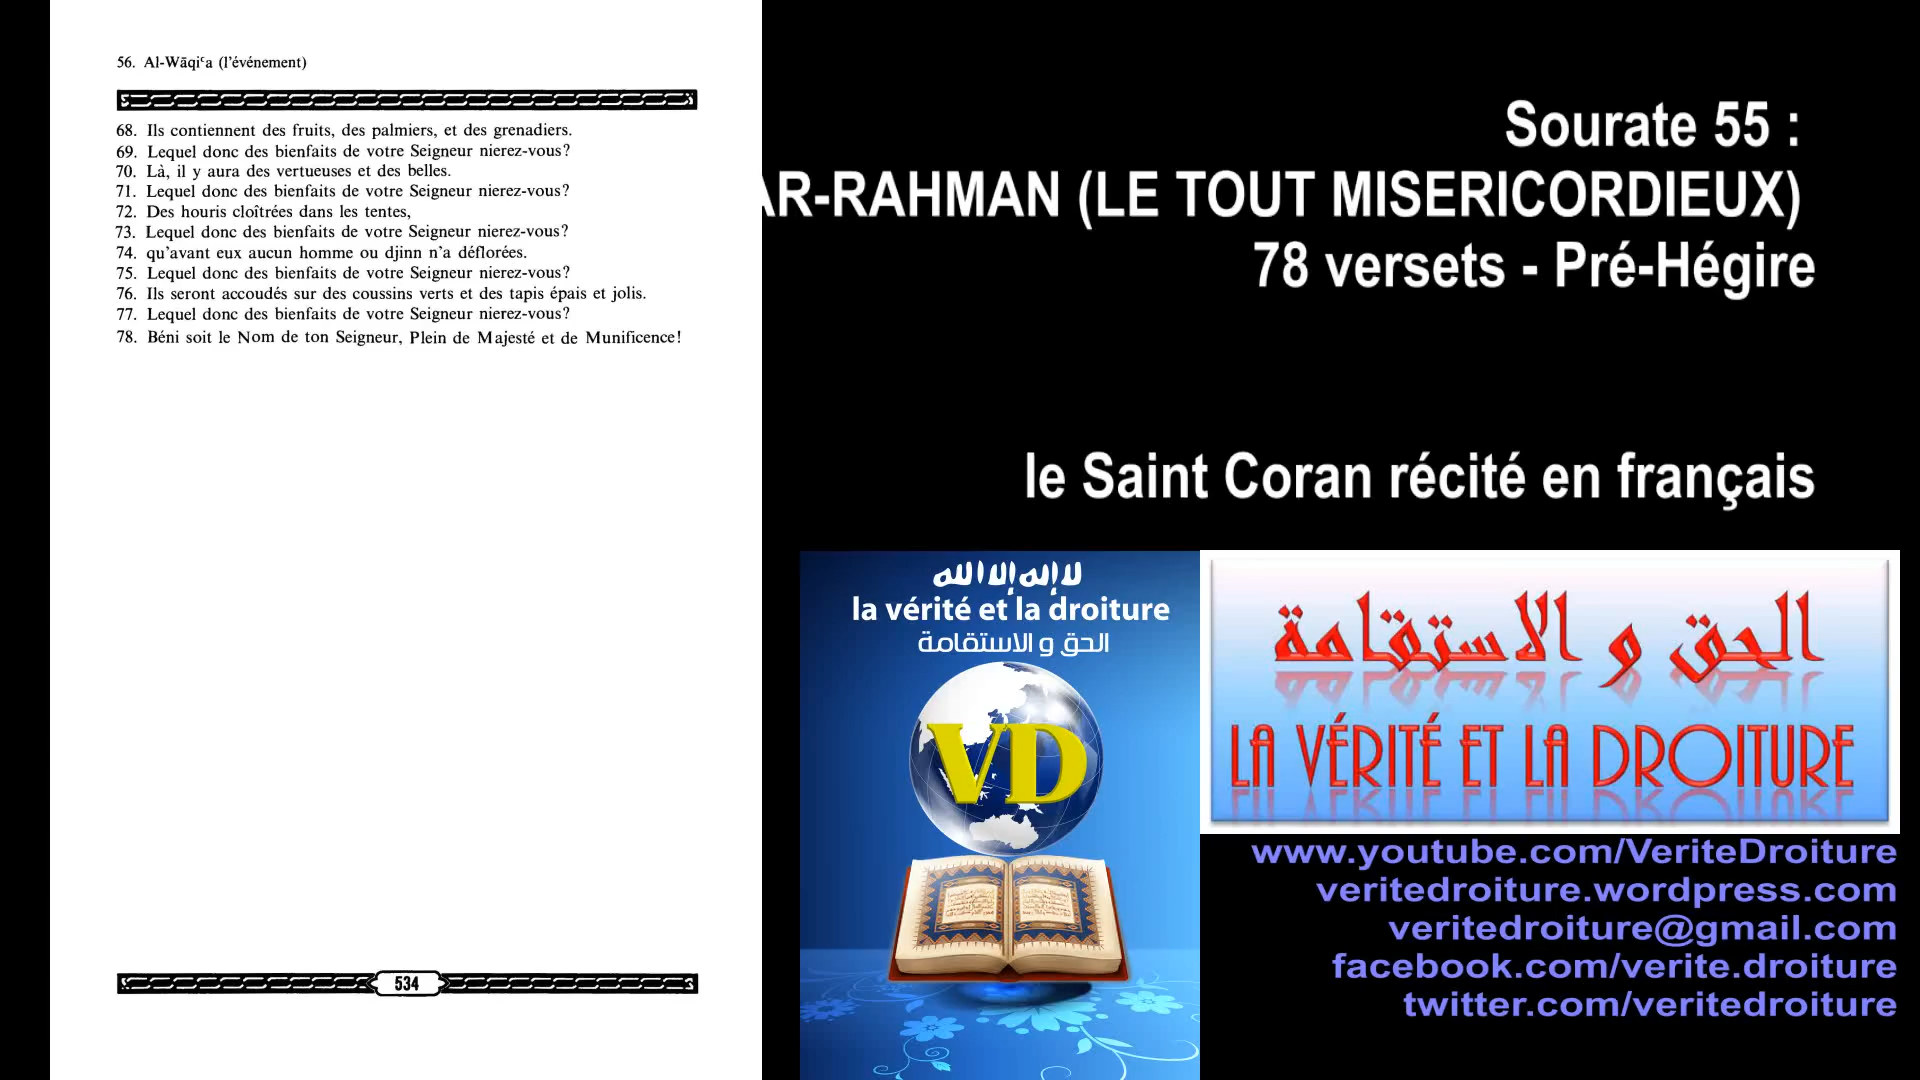 56. Al-Wāqiʿa (l'événement)
68. Ils contiennent des fruits, des palmiers, et des grenadiers.
69. Lequel donc des bienfaits de votre Seigneur nierez-vous?
70. Là, il y aura des vertueuses et des belles.
71. Lequel donc des bienfaits de votre Seigneur nierez-vous?
72. Des houris cloîtrées dans les tentes,
73. Lequel donc des bienfaits de votre Seigneur nierez-vous?
74. qu'avant eux aucun homme ou djinn n'a déflorées.
75. Lequel donc des bienfaits de votre Seigneur nierez-vous?
76. Ils seront accoudés sur des coussins verts et des tapis épais et jolis.
77. Lequel donc des bienfaits de votre Seigneur nierez-vous?
78. Béni soit le Nom de ton Seigneur, Plein de Majesté et de Munificence!
534
Sourate 55 :
AR-RAHMAN (LE TOUT MISERICORDIEUX)
78 versets - Pré-Hégire
le Saint Coran récité en français
لا إله إلا الله
la vérité et la droiture
الحق و الاستقامة
VD
الحق و الاستقامة
LA VÉRITÉ ET LA DROITURE
www.youtube.com/VeriteDroiture
veritedroiture.wordpress.com
veritedroiture@gmail.com
facebook.com/verite.droiture
twitter.com/veritedroiture